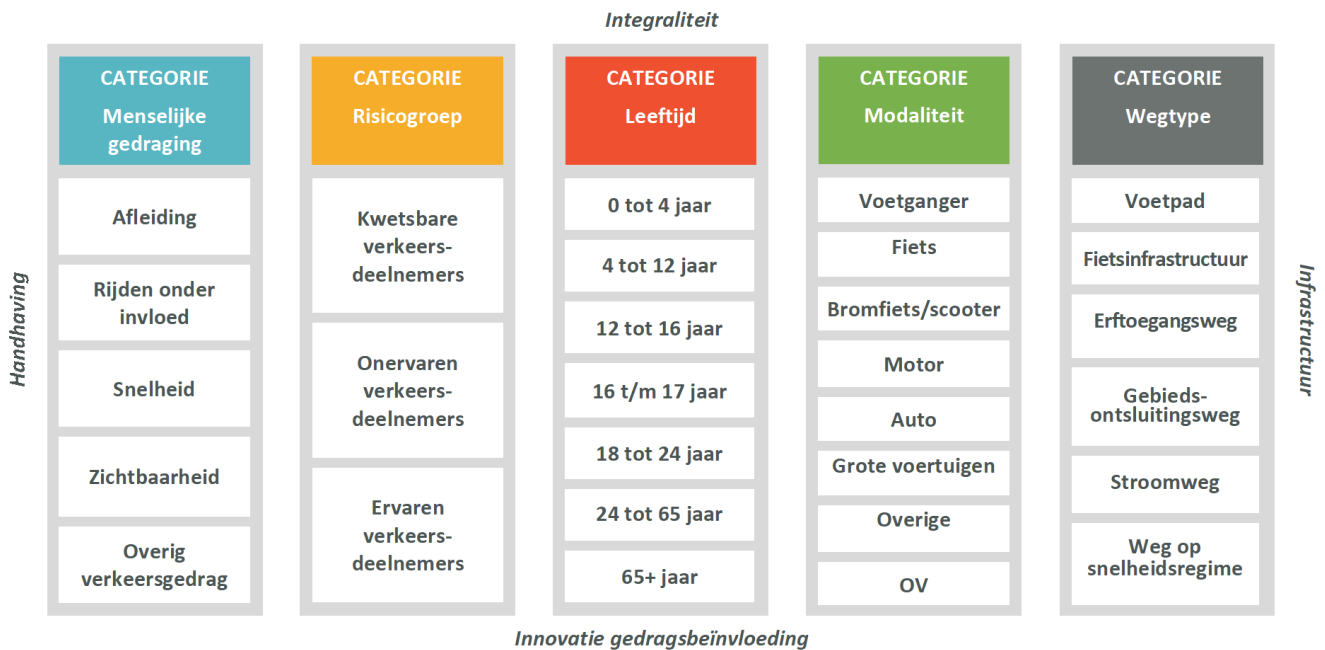 Integraliteit
Handhaving
CATEGORIE
Menselijke
gedraging
Afleiding
Rijden onder
invloed
Snelheid
Zichtbaarheid
Overig
verkeersgedrag
CATEGORIE
Risicogroep
Kwetsbare
verkeers-
deelnemers
Onervaren
verkeers-
deelnemers
Ervaren
verkeers-
deelnemers
CATEGORIE
Leeftijd
0 tot 4 jaar
4 tot 12 jaar
12 tot 16 jaar
16 t/m 17 jaar
18 tot 24 jaar
24 tot 65 jaar
65+ jaar
CATEGORIE
Modaliteit
Voetganger
Fiets
Bromfiets/scooter
Motor
Auto
Grote voertuigen
Overige
OV
CATEGORIE
Wegtype
Voetpad
Fietsinfrastructuur
Erftoegangsweg
Gebieds-
ontsluitingsweg
Stroomweg
Weg op
snelheidsregime
Infrastructuur
Innovatie gedragsbeïnvloeding